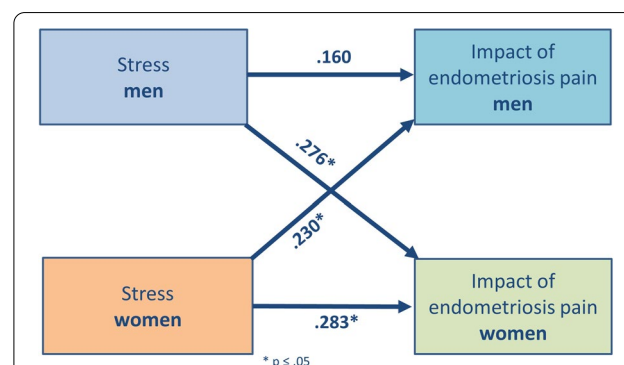 Stress
men
.160
Impact of
endometriosis pain
men
.276*
.230*
Stress
women
.283*
Impact of
endometriosis pain
women
* p ≤ .05